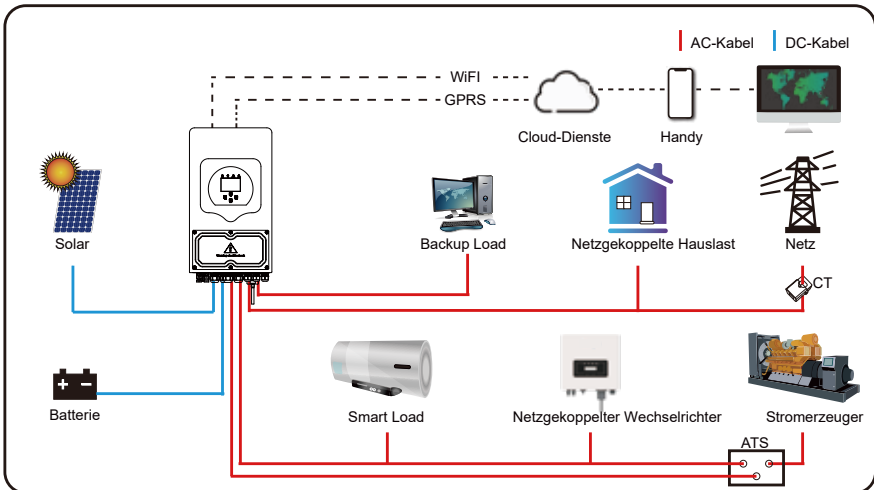 AC-Kabel
DC-Kabel
WiFI
GPRS
Cloud-Dienste
Handy
Solar
Backup Load
Netzgekoppelte Hauslast
Netz
CT
Batterie
Smart Load
Netzgekoppelter Wechselrichter
Stromerzeuger
ATS